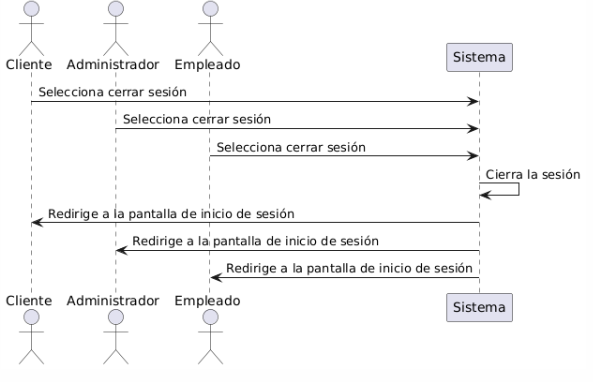 Cliente Administrador Empleado Sistema
Selecciona cerrar sesión
Selecciona cerrar sesión
Selecciona cerrar sesión
Cierra la sesión
Redirige a la pantalla de inicio de sesión
Redirige a la pantalla de inicio de sesión
Redirige a la pantalla de inicio de sesión
Cliente Administrador Empleado Sistema